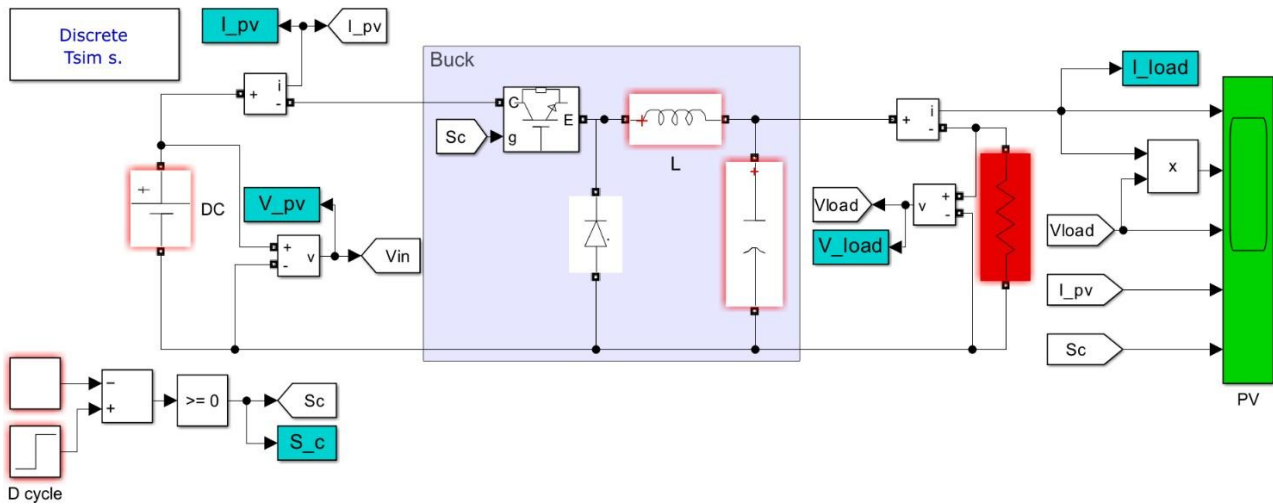 Discrete
Tsim s.
I_pv
I_pv
+
i
-
DC
+
V_pv
+
-
v
Vin
Buck
C
g
E
Sc
+
L
+
+
i
-
I_load
x
Vload
v
+
-
V_load
Vload
I_pv
Sc
PV
−
+
>= 0
Sc
S_c
D cycle